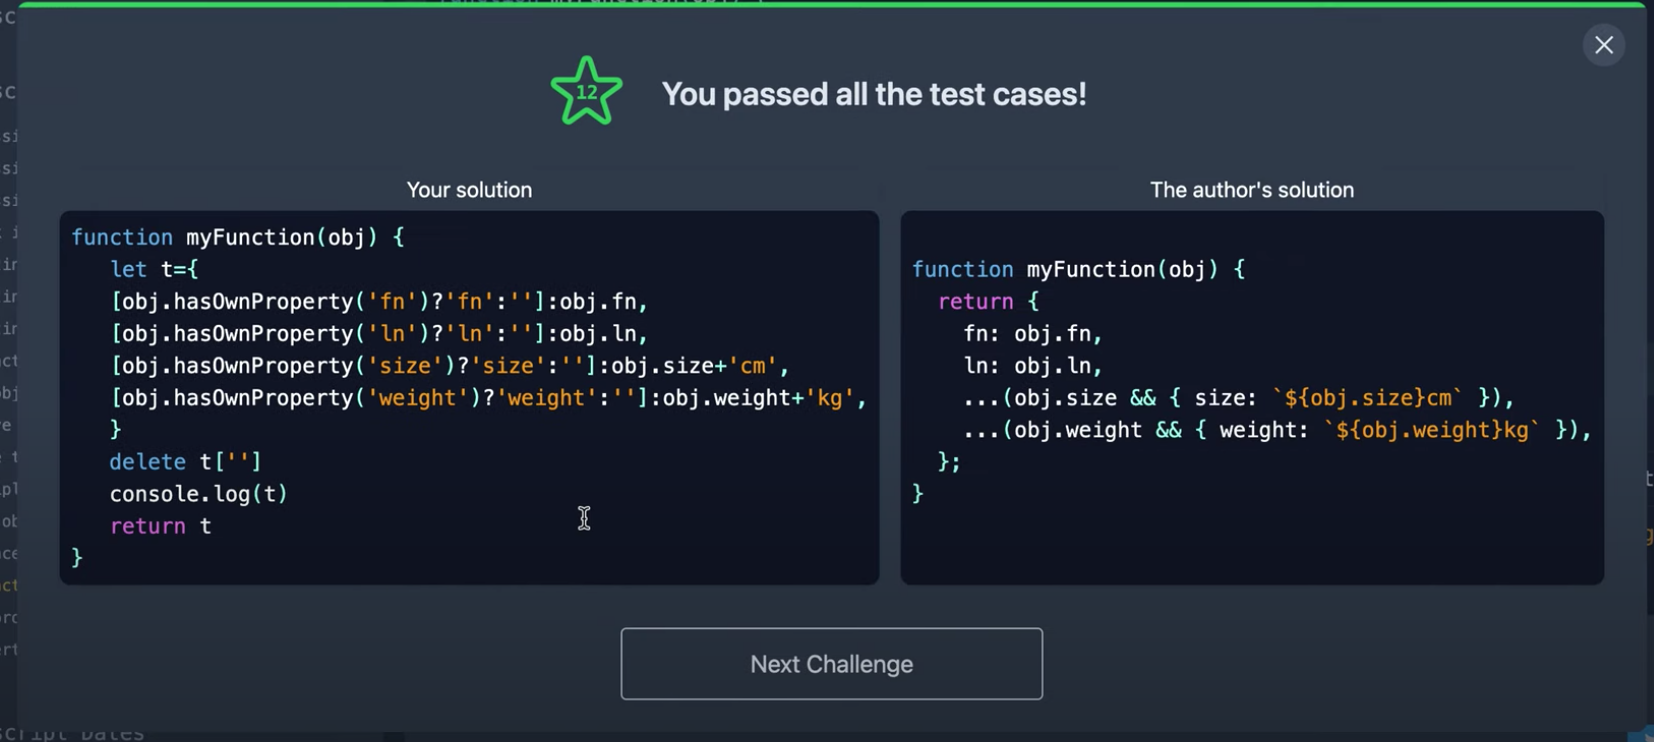 12
You passed all the test cases!
Your solution
function myFunction(obj) {
let t={
[obj.hasOwnProperty('fn')?'fn':'']:obj.fn,
[obj.hasOwnProperty('ln')?'ln':'']:obj.ln,
[obj.hasOwnProperty('size')?'size':'']:obj.size+'cm',
[obj.hasOwnProperty('weight')?'weight':'']:obj.weight+'kg',
}
delete t['']
console.log(t)
return t
}
The author's solution
function myFunction(obj) {
return {
fn: obj.fn,
ln: obj.ln,
...(obj.size && { size: `${obj.size}cm` }),
...(obj.weight && { weight: `${obj.weight}kg` }),
};
}
Next Challenge